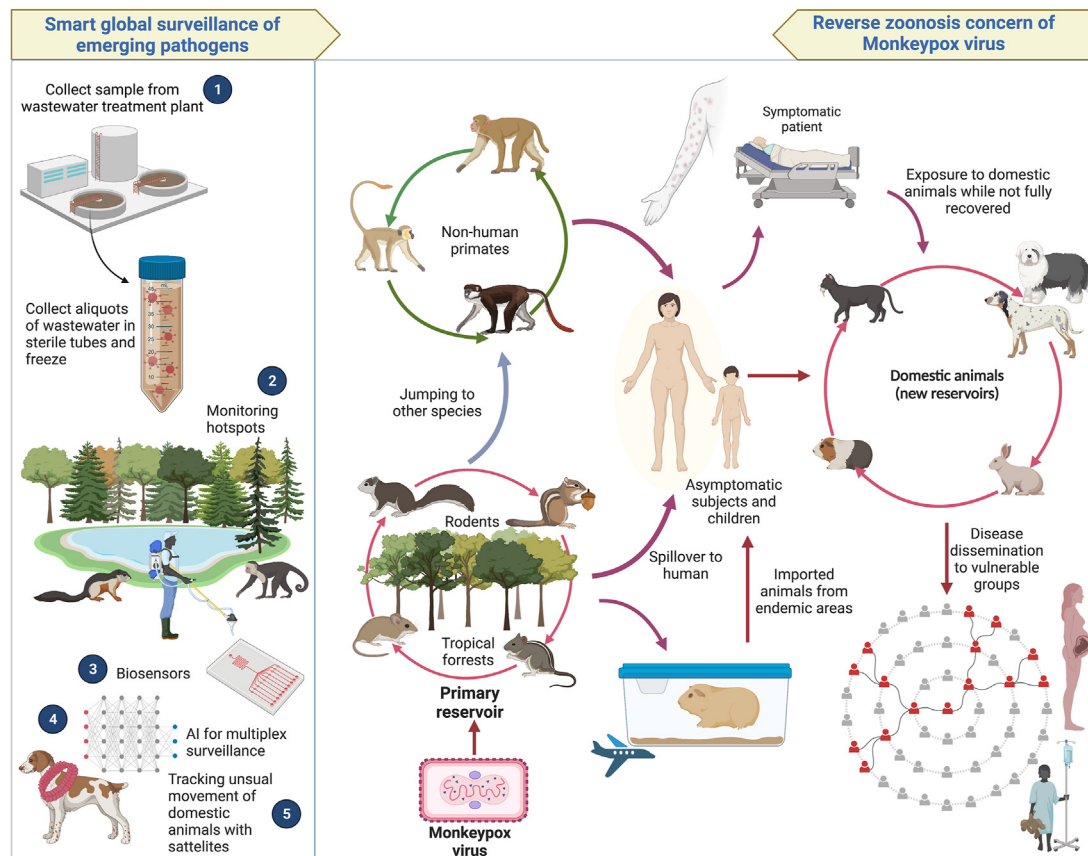 Smart global surveillance of
emerging pathogens
Reverse zoonosis concern of
Monkeypox virus
Collect sample from
wastewater treatment plant
1
Collect aliquots
of wastewater in
sterile tubes and
freeze
2
Monitoring
hotspots
3
Biosensors
4
AI for multiplex
surveillance
Tracking unsual
movement of
domestic
animals with
sattelites
5
Non-human
primates
Jumping to
other species
Rodents
Tropical
forrests
Primary
reservoir
Monkeypox
virus
Symptomatic
patient
Exposure to domestic
animals while not fully
recovered
Domestic animals
(new reservoirs)
Asymptomatic
subjects and
children
Spillover to
human
Imported
animals from
endemic areas
Disease
dissemination
to vulnerable
groups